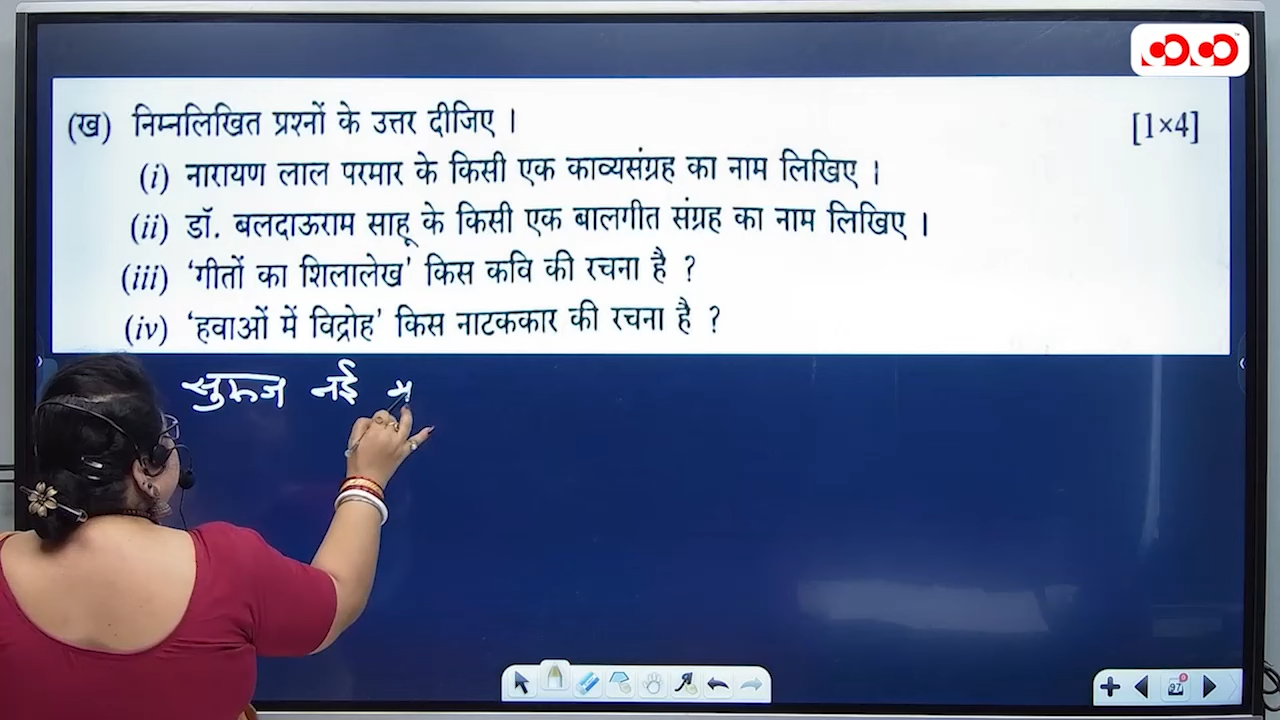 (ख) निम्नलिखित प्रश्नों के उत्तर दीजिए । [1×4]
(i) नारायण लाल परमार के किसी एक काव्यसंग्रह का नाम लिखिए ।
(ii) डॉ. बलदाऊराम साहू के किसी एक बालगीत संग्रह का नाम लिखिए ।
(iii) ‘गीतों का शिलालेख’ किस कवि की रचना है ?
(iv) ‘हवाओं में विद्रोह’ किस नाटककार की रचना है ?
सुरुज नई म
97